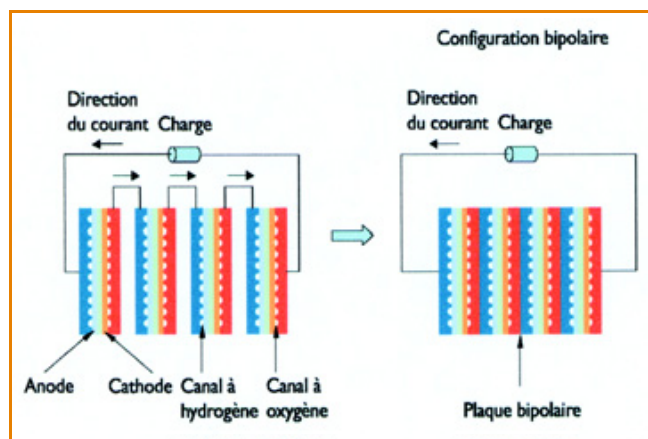 Configuration bipolaire
Direction
du courant Charge
Direction
du courant Charge
Anode
Cathode
Canal à
hydrogène
Canal à
oxygène
Plaque bipolaire